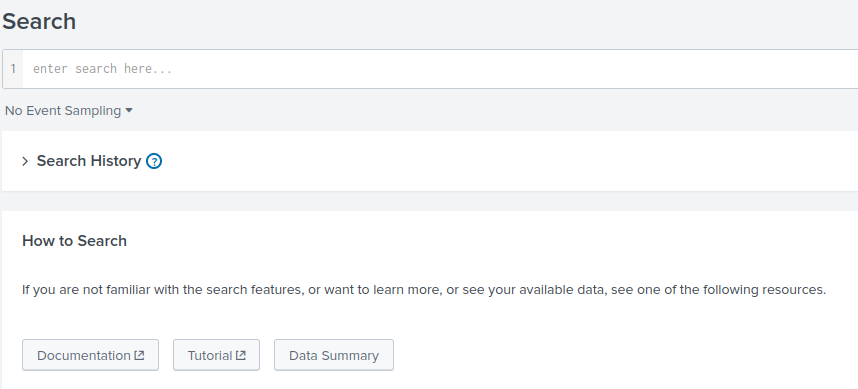 Search
1 enter search here...
No Event Sampling
Search History ?
How to Search
If you are not familiar with the search features, or want to learn more, or see your available data, see one of the following resources.
Documentation Tutorial Data Summary